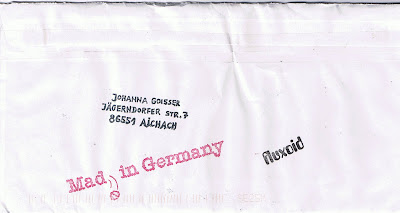 JOHANNA GOISSER
JÄGERNDORFER STR. 7
86551 AICHACH
Mad in Germany
fluxoid